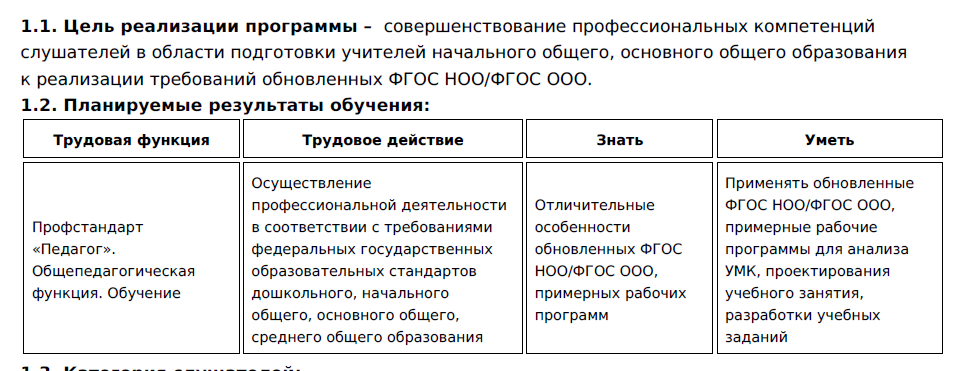 1.1. Цель реализации программы – совершенствование профессиональных компетенций
слушателей в области подготовки учителей начального общего, основного общего образования
к реализации требований обновленных ФГОС НОО/ФГОС ООО.
1.2. Планируемые результаты обучения:
Трудовая функция
Трудовое действие
Знать
Уметь
Профстандарт
«Педагог».
Общепедагогическая
функция. Обучение
Осуществление
профессиональной деятельности
в соответствии с требованиями
федеральных государственных
образовательных стандартов
дошкольного, начального
общего, основного общего,
среднего общего образования
Отличительные
особенности
обновленных ФГОС
НОО/ФГОС ООО,
примерных рабочих
программ
Применять обновленные
ФГОС НОО/ФГОС ООО,
примерные рабочие
программы для анализа
УМК, проектирования
учебного занятия,
разработки учебных
заданий
1.3. Категория слушателей: